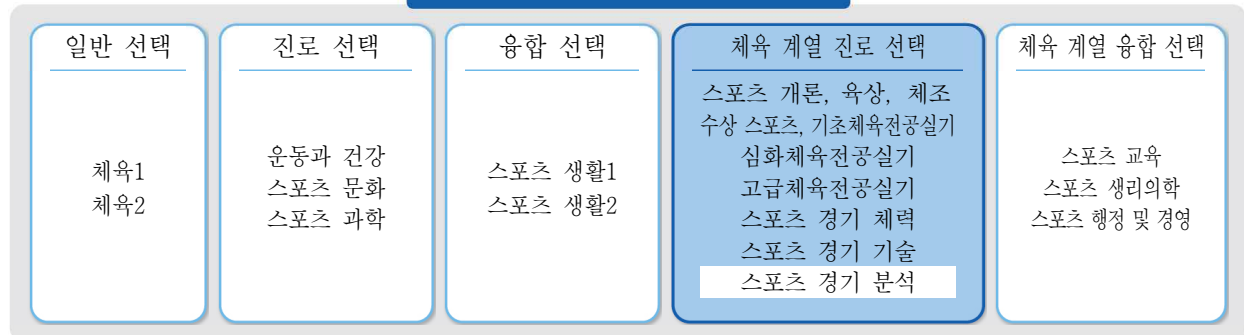 일반 선택
체육1
체육2
진로 선택
운동과 건강
스포츠 문화
스포츠 과학
융합 선택
스포츠 생활1
스포츠 생활2
체육 계열 진로 선택
스포츠 개론, 육상, 체조
수상 스포츠, 기초체육전공실기
심화체육전공실기
고급체육전공실기
스포츠 경기 체력
스포츠 경기 기술
스포츠 경기 분석
체육 계열 융합 선택
스포츠 교육
스포츠 생리의학
스포츠 행정 및 경영